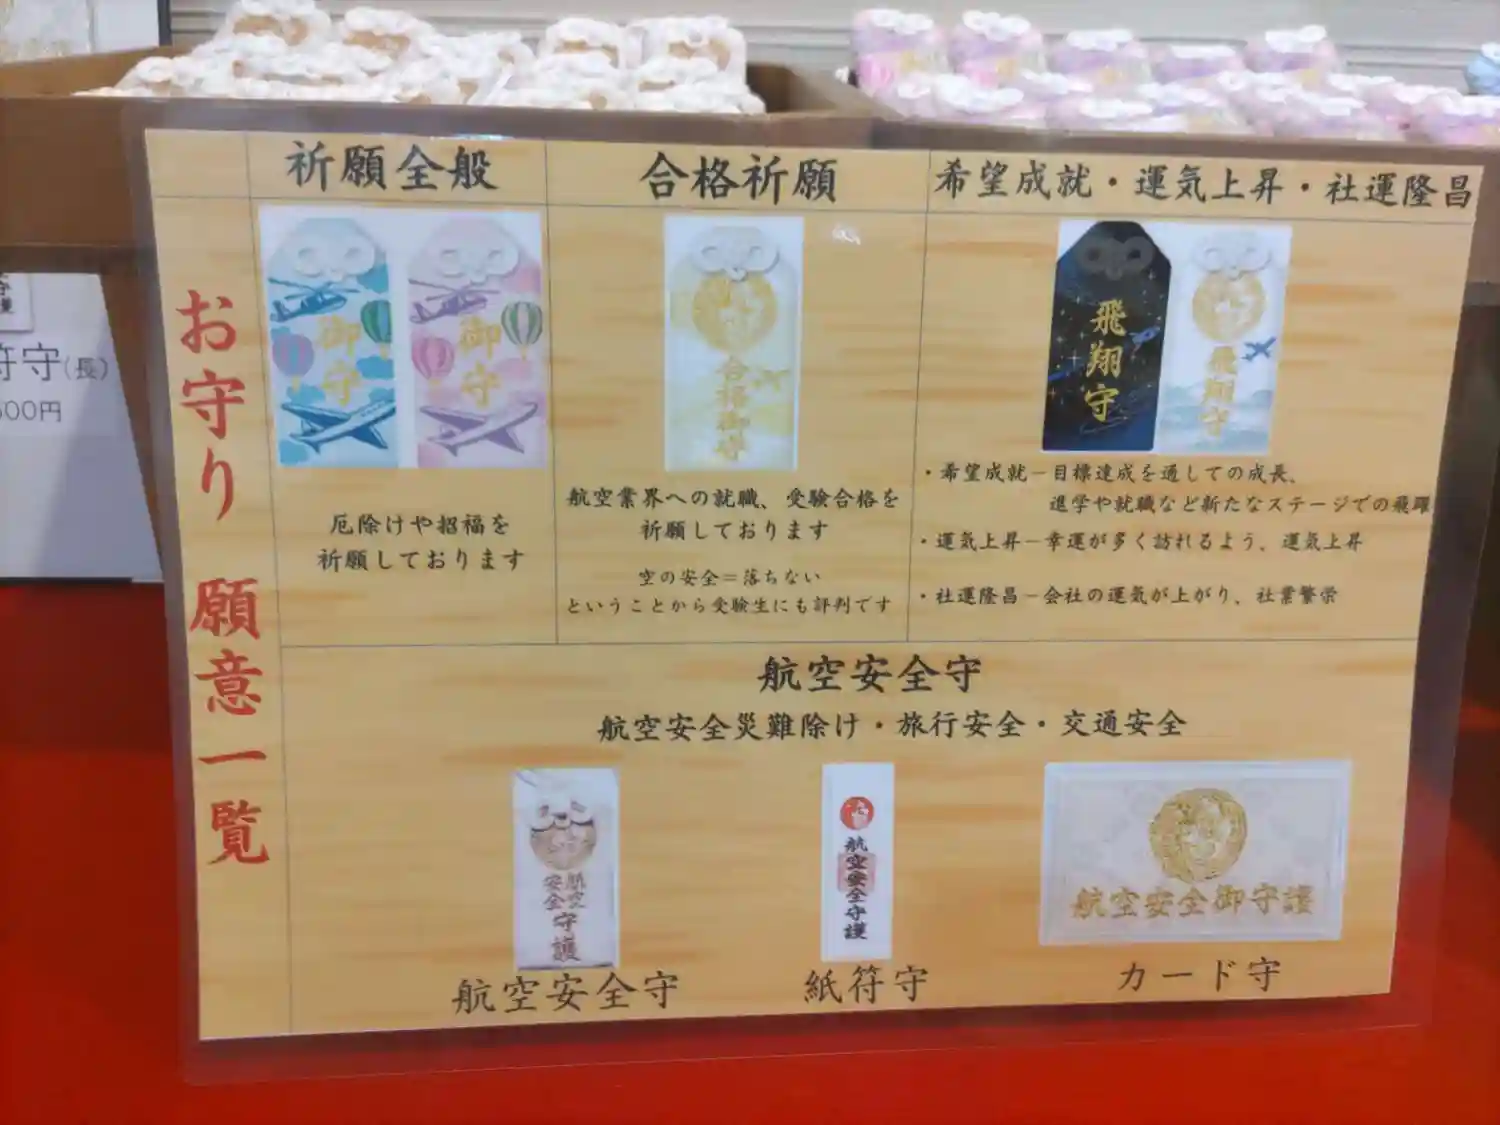 お守り 願意一覧
祈願全般
御守
御守
厄除けや招福を
祈願しております
合格祈願
合格御守
航空業界への就職、受験合格を
祈願しております
空の安全＝落ちない
ということから受験生にも評判です
希望成就・運気上昇・社運隆昌
飛翔守
飛翔守
・希望成就－目標達成を通しての成長、
進学や就職など新たなステージでの飛躍
・運気上昇－幸運が多く訪れるよう、運気上昇
・社運隆昌－会社の運気が上がり、社業繁栄
航空安全守
航空安全災難除け・旅行安全・交通安全
航空
安全
守護
航空安全守
航空安全守護
紙符守
航空安全御守護
カード守
符守(長)
00円